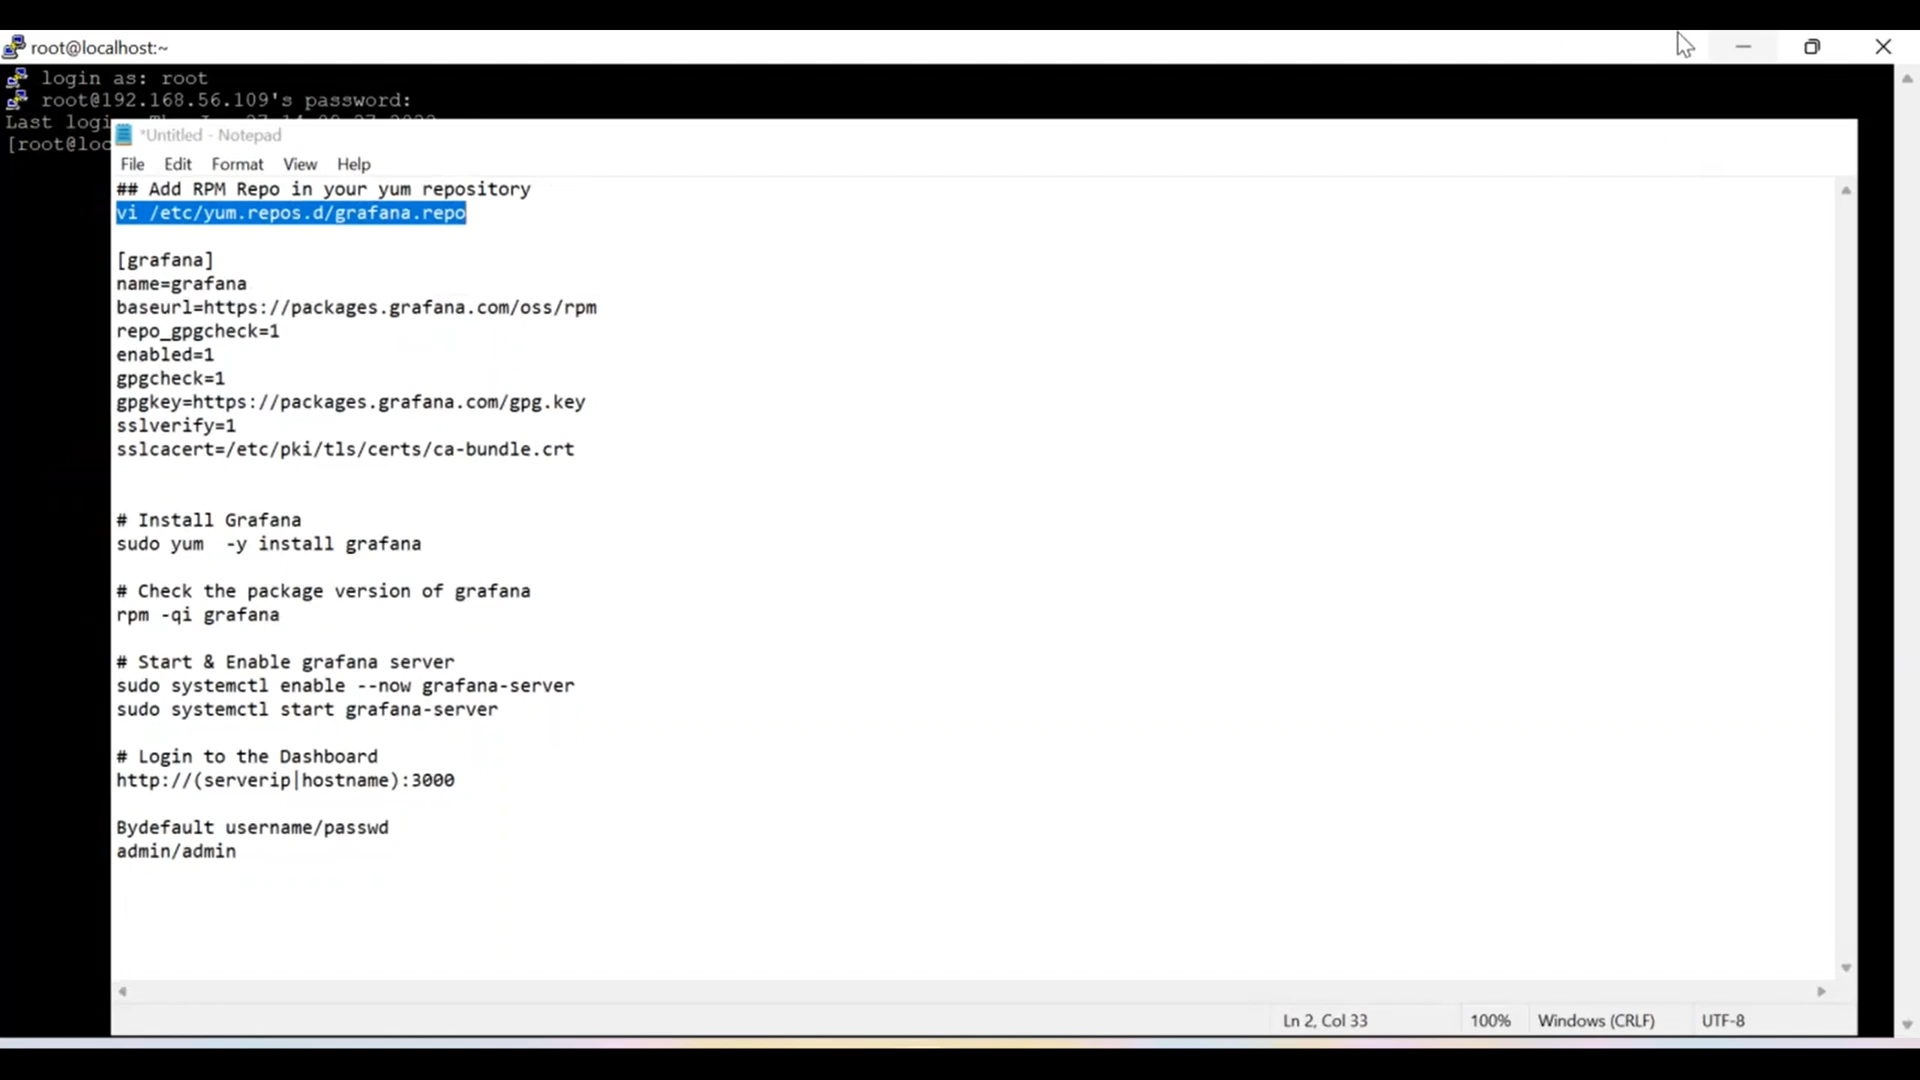 root@localhost:~
login as: root
root@192.168.56.109's password:
Last logi
[root@loc
*Untitled - Notepad
File Edit Format View Help
## Add RPM Repo in your yum repository
vi /etc/yum.repos.d/grafana.repo
[grafana]
name=grafana
baseurl=https://packages.grafana.com/oss/rpm
repo_gpgcheck=1
enabled=1
gpgcheck=1
gpgkey=https://packages.grafana.com/gpg.key
sslverify=1
sslcacert=/etc/pki/tls/certs/ca-bundle.crt
# Install Grafana
sudo yum  -y install grafana
# Check the package version of grafana
rpm -qi grafana
# Start & Enable grafana server
sudo systemctl enable --now grafana-server
sudo systemctl start grafana-server
# Login to the Dashboard
http://(serverip|hostname):3000
Bydefault username/passwd
admin/admin
Ln 2, Col 33 100% Windows (CRLF) UTF-8